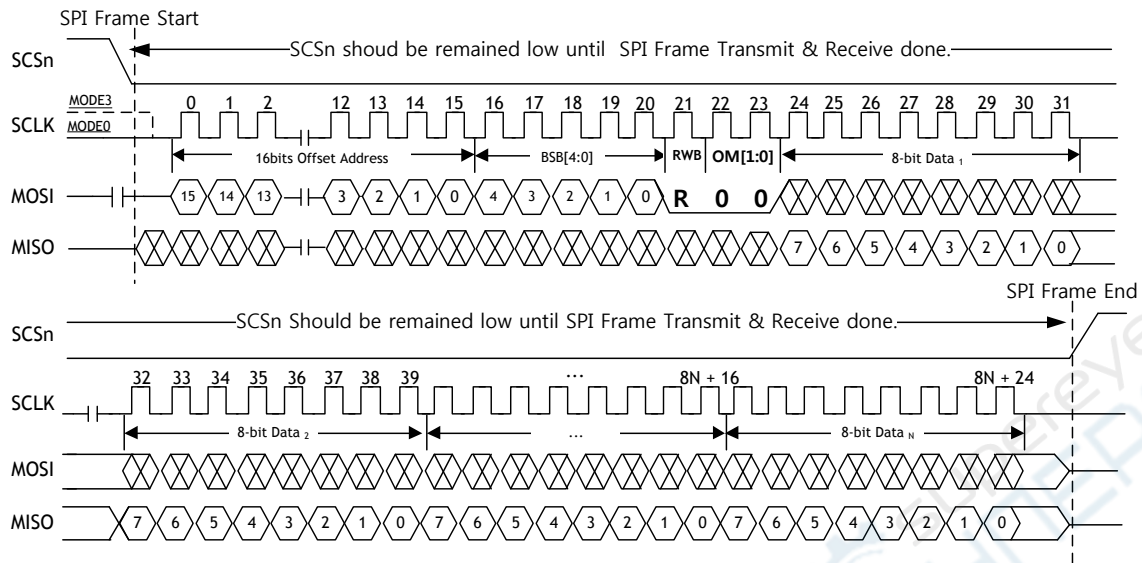 SPI Frame Start
SCSn
SCSn shoud be remained low until SPI Frame Transmit & Receive done.
MODE3
SCLK
MODE0
0 1 2 12 13 14 15 16 17 18 19 20 21 22 23 24 25 26 27 28 29 30 31
16bits Offset Address BSB[4:0] RWB OM[1:0] 8-bit Data 1
MOSI 15 14 13 3 2 1 0 4 3 2 1 0 R 0 0
MISO 7 6 5 4 3 2 1 0
SPI Frame End
SCSn
SCSn Should be remained low until SPI Frame Transmit & Receive done.
32 33 34 35 36 37 38 39 ... 8N + 16 8N + 24
SCLK
8-bit Data 2 ... 8-bit Data N
MOSI
MISO 7 6 5 4 3 2 1 0 7 6 5 4 3 2 1 0 7 6 5 4 3 2 1 0